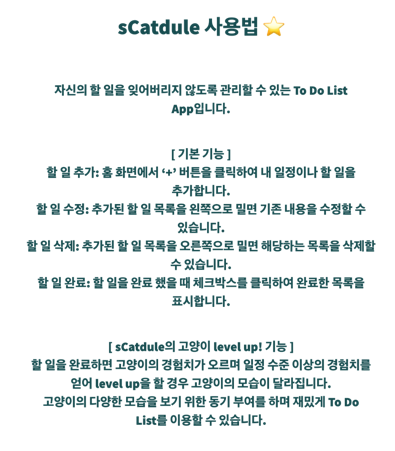 sCatdule 사용법 ⭐
자신의 할 일을 잊어버리지 않도록 관리할 수 있는 To Do List
App입니다.
[ 기본 기능 ]
할 일 추가: 홈 화면에서 ‘+’ 버튼을 클릭하여 내 일정이나 할 일을
추가합니다.
할 일 수정: 추가된 할 일 목록을 왼쪽으로 밀면 기존 내용을 수정할 수
있습니다.
할 일 삭제: 추가된 할 일 목록을 오른쪽으로 밀면 해당하는 목록을 삭제할
수 있습니다.
할 일 완료: 할 일을 완료 했을 때 체크박스를 클릭하여 완료한 목록을
표시합니다.
[ sCatdule의 고양이 level up! 기능 ]
할 일을 완료하면 고양이의 경험치가 오르며 일정 수준 이상의 경험치를
얻어 level up을 할 경우 고양이의 모습이 달라집니다.
고양이의 다양한 모습을 보기 위한 동기 부여를 하며 재밌게 To Do
List를 이용할 수 있습니다.